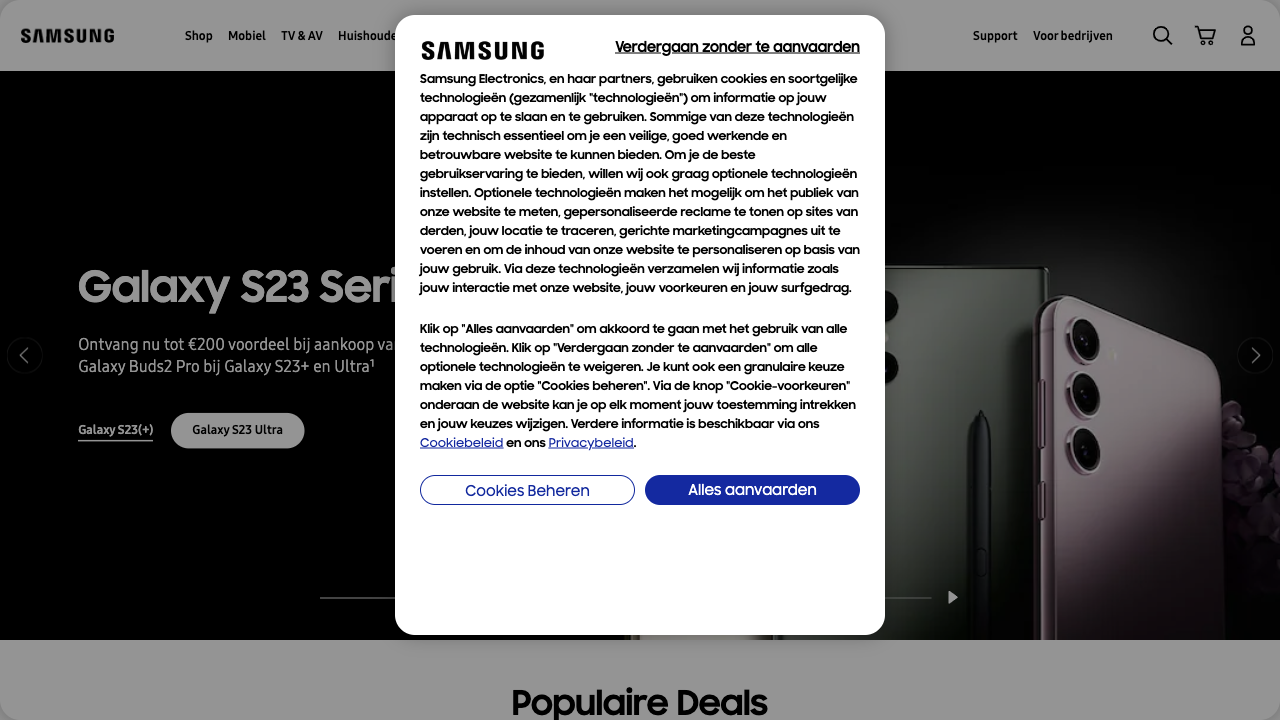 SAMSUNG
Shop
Mobiel
TV & AV
Support
Voor bedrijven
SAMSUNG
Verdergaan zonder te aanvaarden
Samsung Electronics, en haar partners, gebruiken cookies en soortgelijke
technologieën (gezamenlijk "technologieën") om informatie op jouw
apparaat op te slaan en te gebruiken. Sommige van deze technologieën
zijn technisch essentieel om je een veilige, goed werkende en
betrouwbare website te kunnen bieden. Om je de beste
gebruikservaring te bieden, willen wij ook graag optionele technologieën
instellen. Optionele technologieën maken het mogelijk om het publiek van
onze website te meten, gepersonaliseerde reclame te tonen op sites van
derden, jouw locatie te traceren, gerichte marketingcampagnes uit te
voeren en om de inhoud van onze website te personaliseren op basis van
jouw gebruik. Via deze technologieën verzamelen wij informatie zoals
jouw interactie met onze website, jouw voorkeuren en jouw surfgedrag.
Klik op "Alles aanvaarden" om akkoord te gaan met het gebruik van alle
technologieën. Klik op "Verdergaan zonder te aanvaarden" om alle
optionele technologieën te weigeren. Je kunt ook een granulaire keuze
maken via de optie "Cookies beheren". Via de knop "Cookie-voorkeuren"
onderaan de website kan je op elk moment jouw toestemming intrekken
en jouw keuzes wijzigen. Verdere informatie is beschikbaar via ons
Cookiebeleid en ons Privacybeleid.
Cookies Beheren
Alles aanvaarden
Galaxy S23
Ontvang nu tot €200 voordeel bij aankoop
Galaxy Buds2 Pro bij Galaxy S23+ en Ultra¹
Galaxy S23(+)
Galaxy S23 Ultra
Populaire Deals